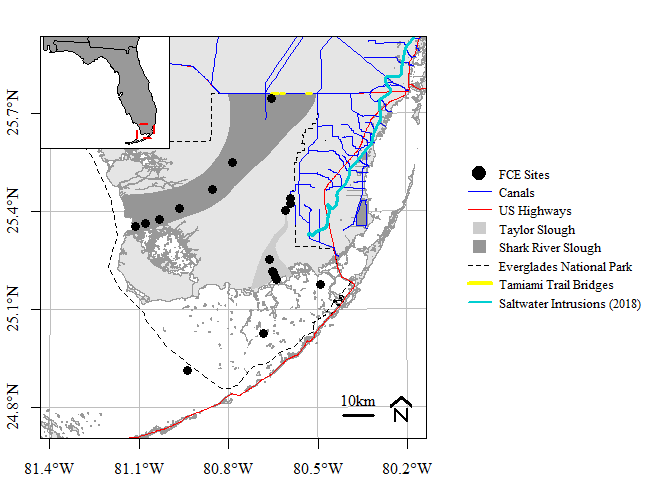 25.7°N
25.4°N
25.1°N
24.8°N
10km
N
81.4°W 81.1°W 80.8°W 80.5°W 80.2°W
FCE Sites
Canals
US Highways
Taylor Slough
Shark River Slough
Everglades National Park
Tamiami Trail Bridges
Saltwater Intrusions (2018)